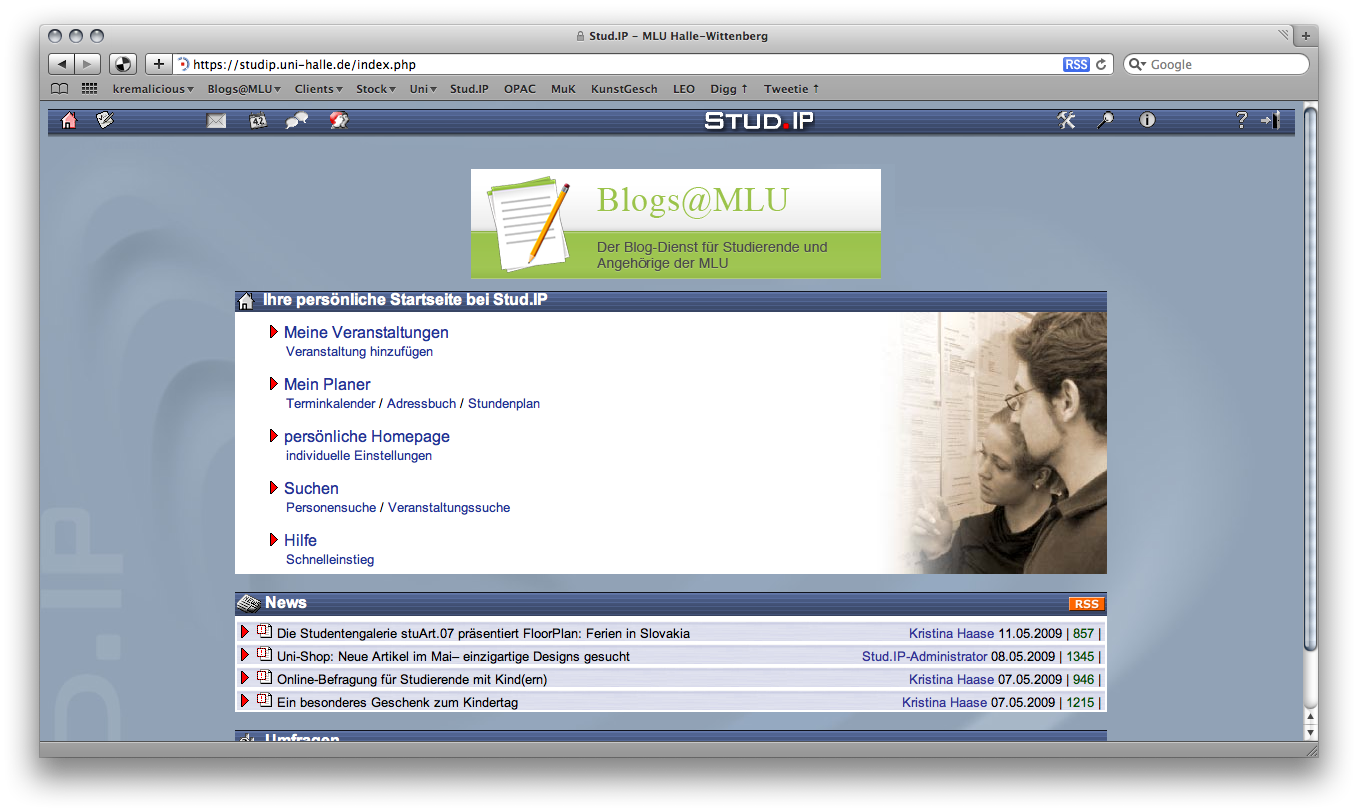 Stud.IP – MLU Halle-Wittenberg
https://studip.uni-halle.de/index.php
RSS
Google
kremalicious Blogs@MLU Clients Stock Uni Stud.IP OPAC MuK KunstGesch LEO Digg ↑ Tweetie ↑
42
STUD.IP
?
Blogs@MLU
Der Blog-Dienst für Studierende und
Angehörige der MLU
Ihre persönliche Startseite bei Stud.IP
Meine Veranstaltungen
Veranstaltung hinzufügen
Mein Planer
Terminkalender / Adressbuch / Stundenplan
persönliche Homepage
individuelle Einstellungen
Suchen
Personensuche / Veranstaltungssuche
Hilfe
Schnelleinstieg
News RSS
Die Studentengalerie stuArt.07 präsentiert FloorPlan: Ferien in Slovakia Kristina Haase 11.05.2009 | 857 |
Uni-Shop: Neue Artikel im Mai– einzigartige Designs gesucht Stud.IP-Administrator 08.05.2009 | 1345 |
Online-Befragung für Studierende mit Kind(ern) Kristina Haase 07.05.2009 | 946 |
Ein besonderes Geschenk zum Kindertag Kristina Haase 07.05.2009 | 1215 |
Umfragen
D.IP